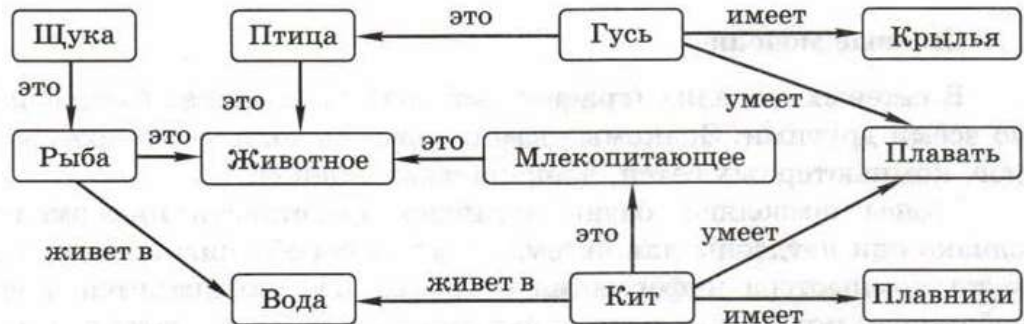 Щука
это
Птица
это
Гусь
имеет
Крылья
это
умеет
Рыба
это
Животное
это
Млекопитающее
Плавать
живет в
это
умеет
Вода
живет в
Кит
имеет
Плавники